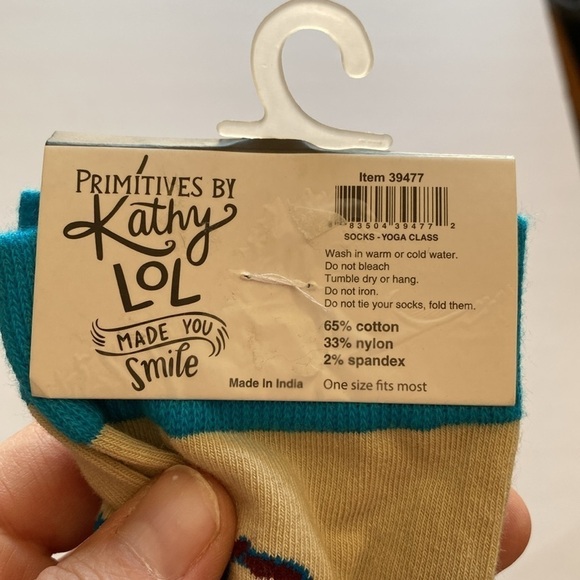 PRIMITIVES BY
Kathy
LOL
MADE YOU
Smile
Made in India
Item 39477
83504 39477 2
SOCKS - YOGA CLASS
Wash in warm or cold water.
Do not bleach
Tumble dry or hang.
Do not iron.
Do not tie your socks, fold them.
65% cotton
33% nylon
2% spandex
One size fits most